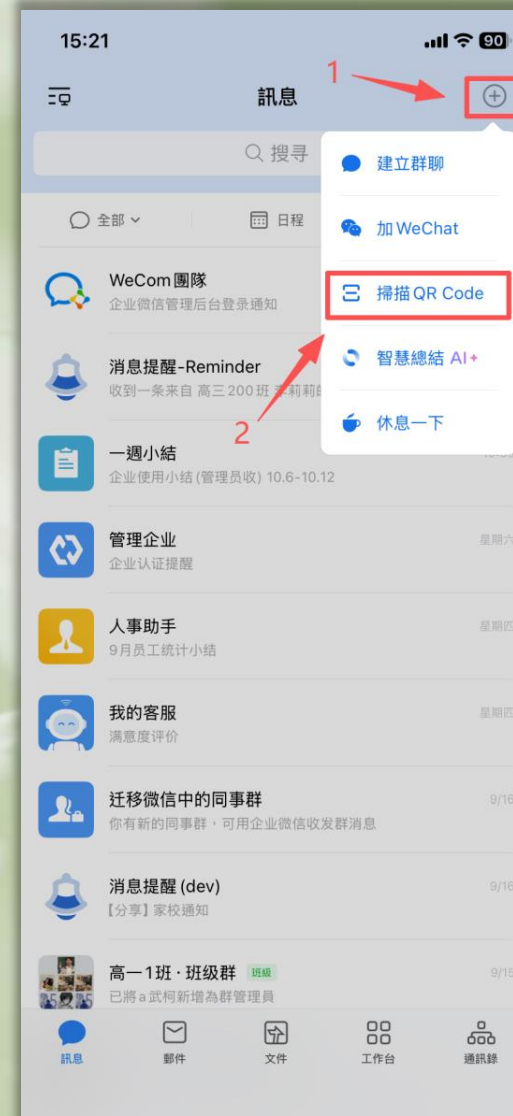 15:21
90
1
訊息
搜寻
建立群聊
全部
日程
加 WeChat
WeCom 團隊
企业微信管理后台登录通知
掃描 QR Code
消息提醒-Reminder
收到一条来自 高三200班 李莉莉
智慧總結 AI+
2
一週小結
企业使用小结 (管理员收) 10.6-10.12
休息一下
管理企业
企业认证提醒
星期六
人事助手
9月员工统计小结
星期四
我的客服
满意度评价
星期四
迁移微信中的同事群
你有新的同事群,可用企业微信收发群消息
9/16
消息提醒 (dev)
【分享】家校通知
9/16
高一1班 · 班级群 班級
已將a武柯新增為群管理員
9/15
訊息
郵件
文件
工作台
通訊錄